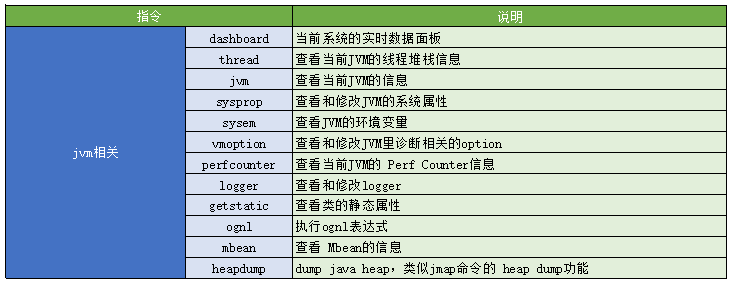 指令 说明
jvm相关
dashboard 当前系统的实时数据面板
thread 查看当前JVM的线程堆栈信息
jvm 查看当前JVM的信息
sysprop 查看和修改JVM的系统属性
sysem 查看JVM的环境变量
vmoption 查看和修改JVM里诊断相关的option
perfcounter 查看当前JVM的 Perf Counter信息
logger 查看和修改logger
getstatic 查看类的静态属性
ognl 执行ognl表达式
mbean 查看 Mbean的信息
heapdump dump java heap，类似jmap命令的 heap dump功能